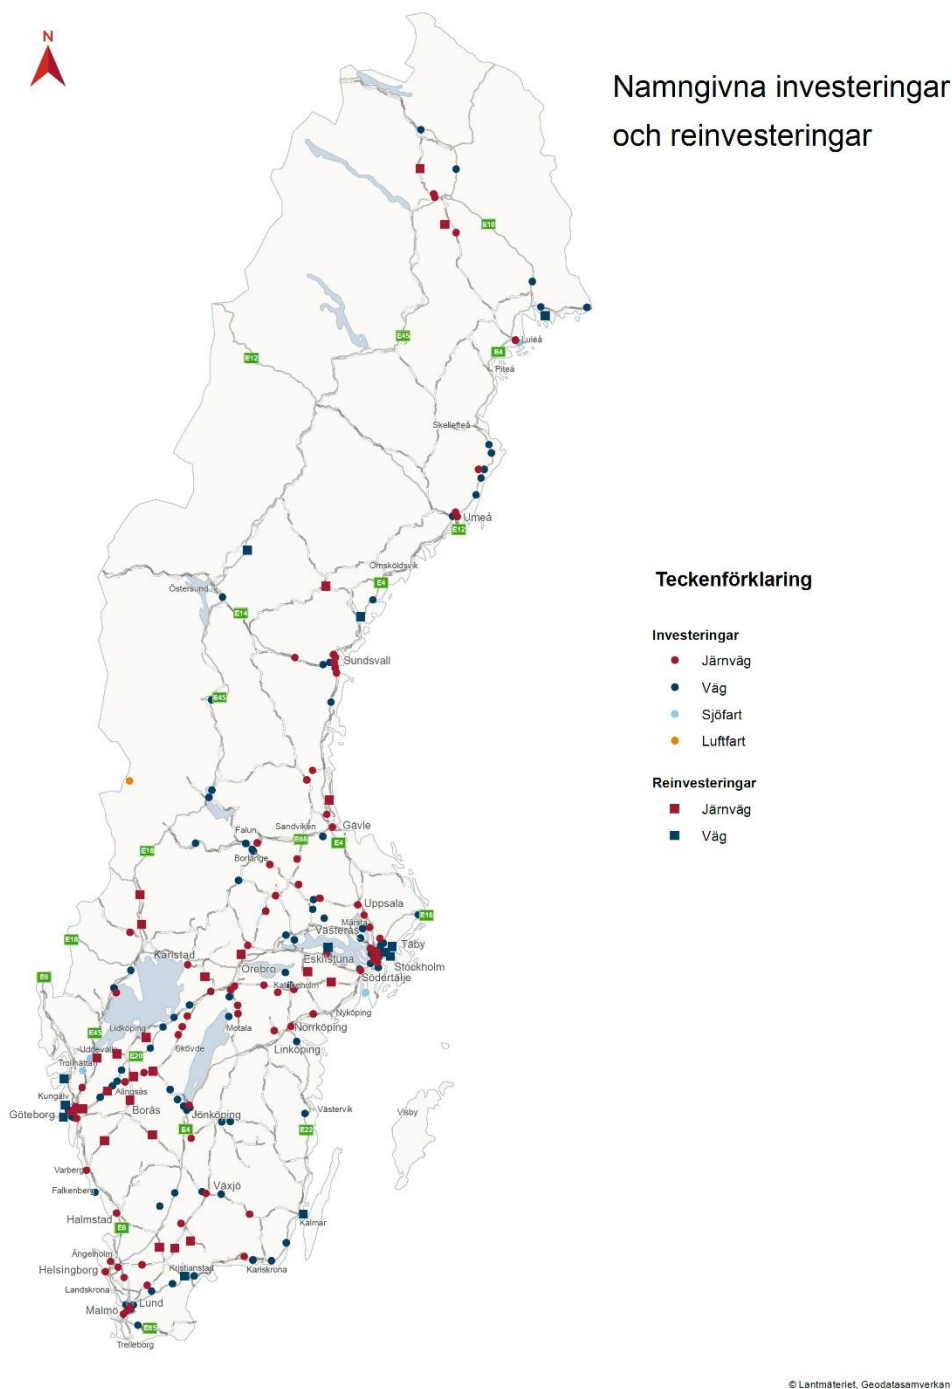 N
Namngivna investeringar
och reinvesteringar
E10
E45
E12
Luleå
E4
Piteå
Skellefteå
Umeå
E12
Örnsköldsvik
E4
Östersund
E14
Sundsvall
E45
Teckenförklaring
Investeringar
Järnväg
Väg
Sjöfart
Luftfart
Reinvesteringar
Järnväg
Väg
Falun
Sandviken
Gävle
E16
E68
E4
Borlänge
Uppsala
E18
Märsta
Västerås
Täby
E18
Karlstad
Eskilstuna
Stockholm
Örebro
Södertälje
E6
Katrineholm
Nyköping
Lidköping
E45
Motala
Norrköping
Uddevalla
Skövde
Linköping
Trollhättan
E20
Kungälv
Alingsås
Göteborg
Borås
Jönköping
Västervik
Visby
E4
E22
Varberg
Växjö
Falkenberg
Halmstad
E6
Kalmar
Ängelholm
Helsingborg
Kristianstad
Karlskrona
Landskrona
Lund
Malmö
E65
Trelleborg
© Lantmäteriet, Geodatasamverkan